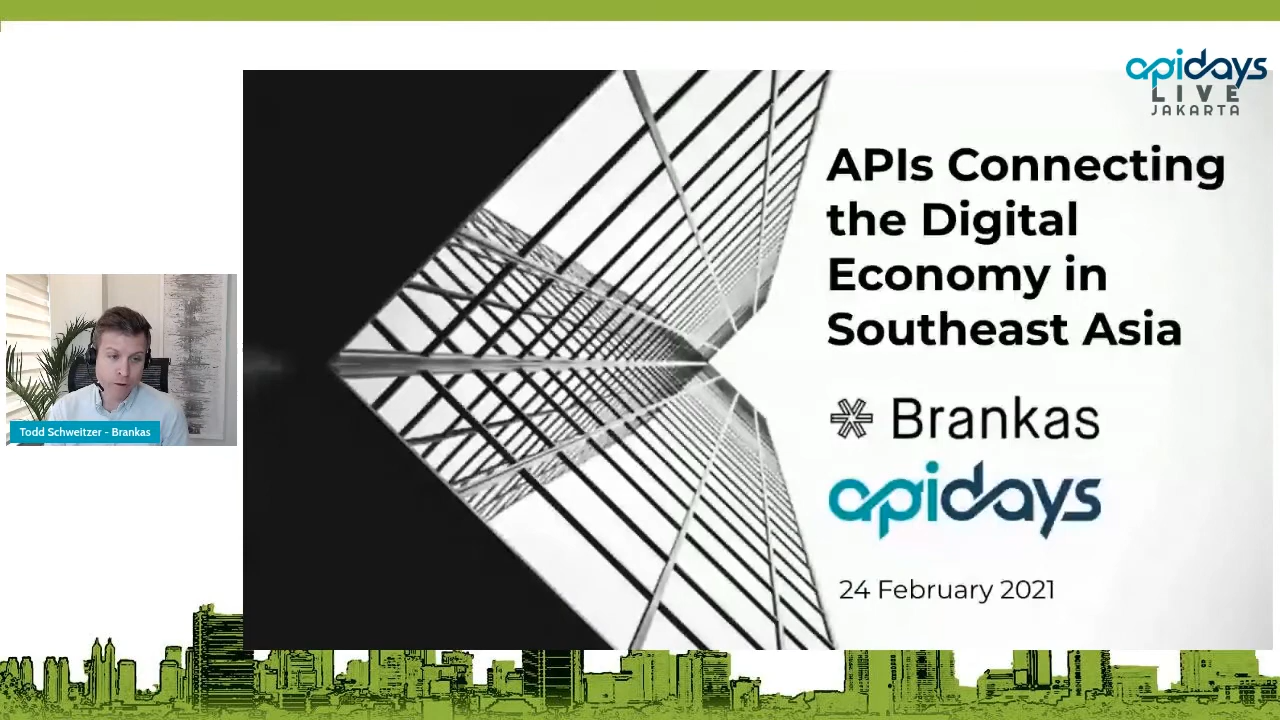 apidays
LIVE
JAKARTA
APIs Connecting
the Digital
Economy in
Southeast Asia
Brankas
apidays
24 February 2021
Todd Schweitzer - Brankas